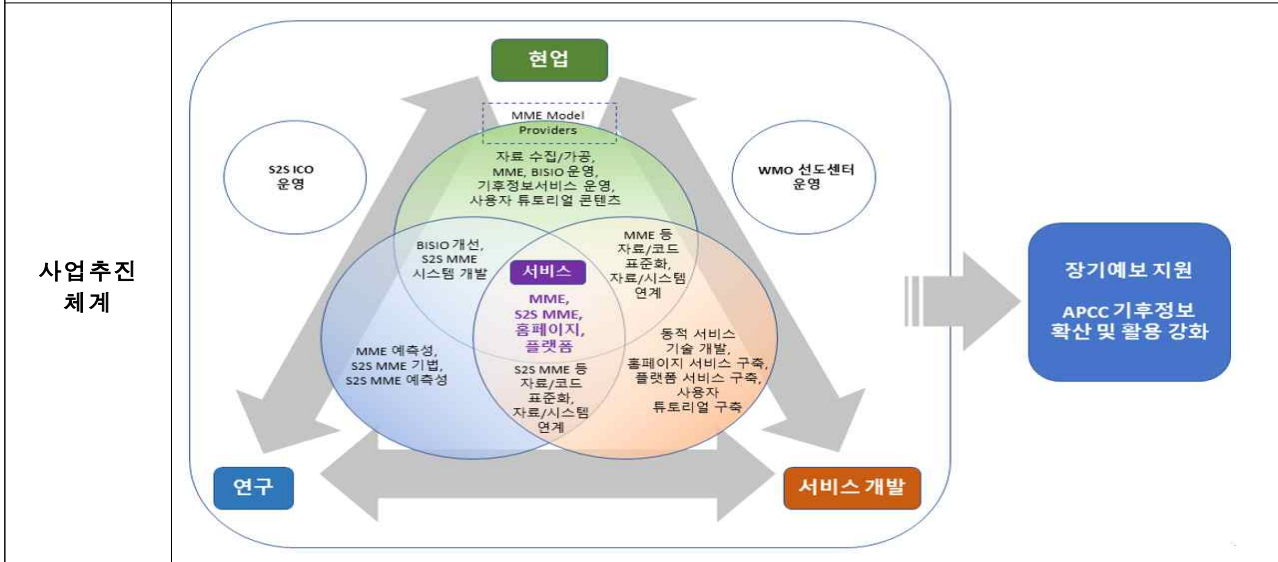 사업추진
체계
현업
MME Model
Providers
자료 수집/가공,
MME, BISIO 운영,
기후정보서비스 운영,
사용자 튜토리얼 콘텐츠
S2S ICO
운영
WMO 선도센터
운영
BISIO 개선,
S2S MME
시스템 개발
MME 등
자료/코드
표준화,
자료/시스템
연계
서비스
MME,
S2S MME,
홈페이지,
플랫폼
MME 예측성,
S2S MME 기법,
S2S MME 예측성
S2S MME 등
자료/코드
표준화,
자료/시스템
연계
동적 서비스
기술 개발,
홈페이지 서비스 구축,
플랫폼 서비스 구축,
사용자
튜토리얼 구축
연구
서비스 개발
장기예보 지원
APCC 기후정보
확산 및 활용 강화